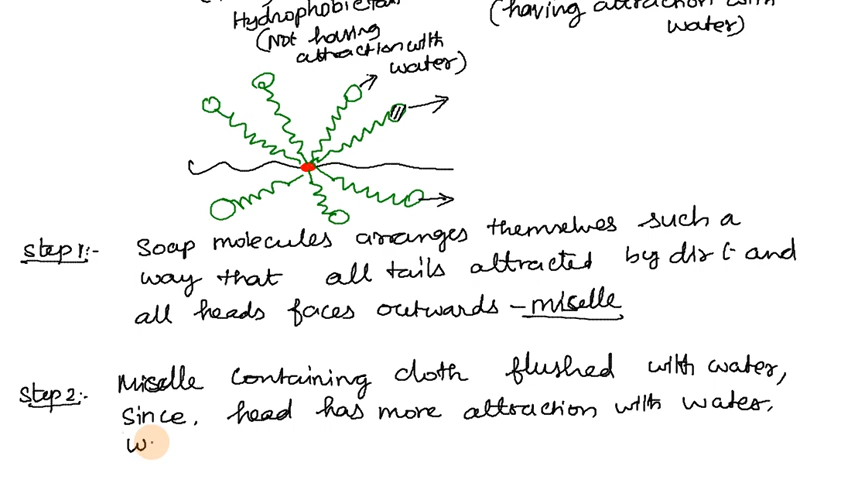 Hydrophobic
(having attraction with
water)
(Not having
attraction with
water)
Step 1:- Soap molecules arranges themselves such a
way that all tails attracted by dirt and
all heads faces outwards - miselle
Step 2:- Miselle containing cloth flushed with water,
Since, head has more attraction with water,
w